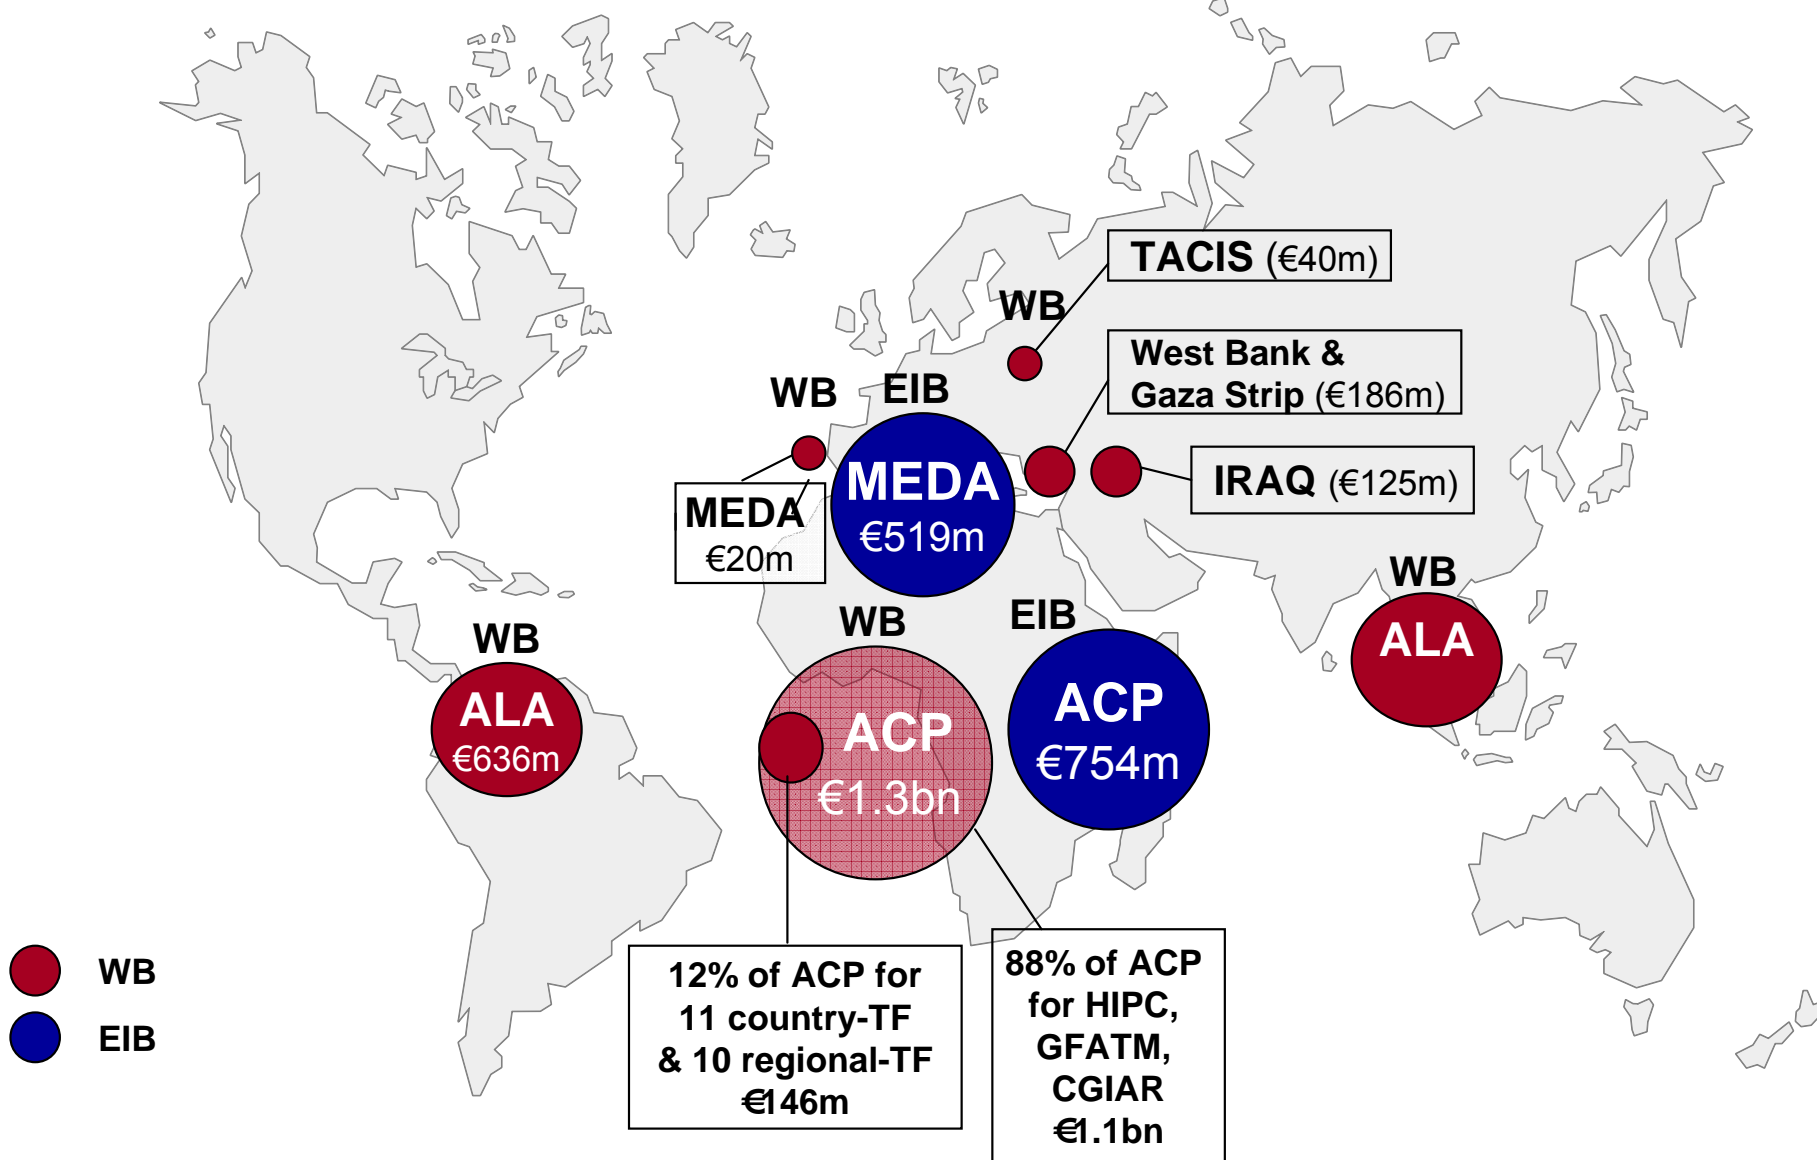 TACIS (€40m)
WB
West Bank &
Gaza Strip (€186m)
WB
EIB
MEDA
€519m
IRAQ (€125m)
MEDA
€20m
WB
ALA
WB
EIB
WB
ALA
€636m
ACP
€1.3bn
ACP
€754m
12% of ACP for
11 country-TF
& 10 regional-TF
€146m
88% of ACP
for HIPC,
GFATM,
CGIAR
€1.1bn
WB
EIB